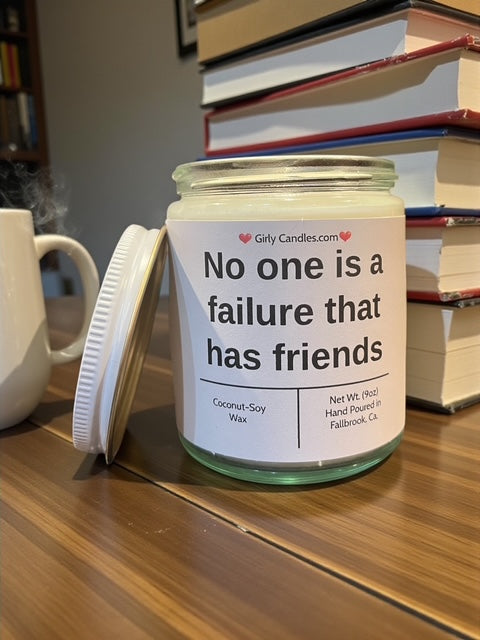 ❤ Girly Candles.com❤
No one is a
failure that
has friends
Coconut-Soy
Wax
Net Wt. (9oz)
Hand Poured in
Fallbrook, Ca.